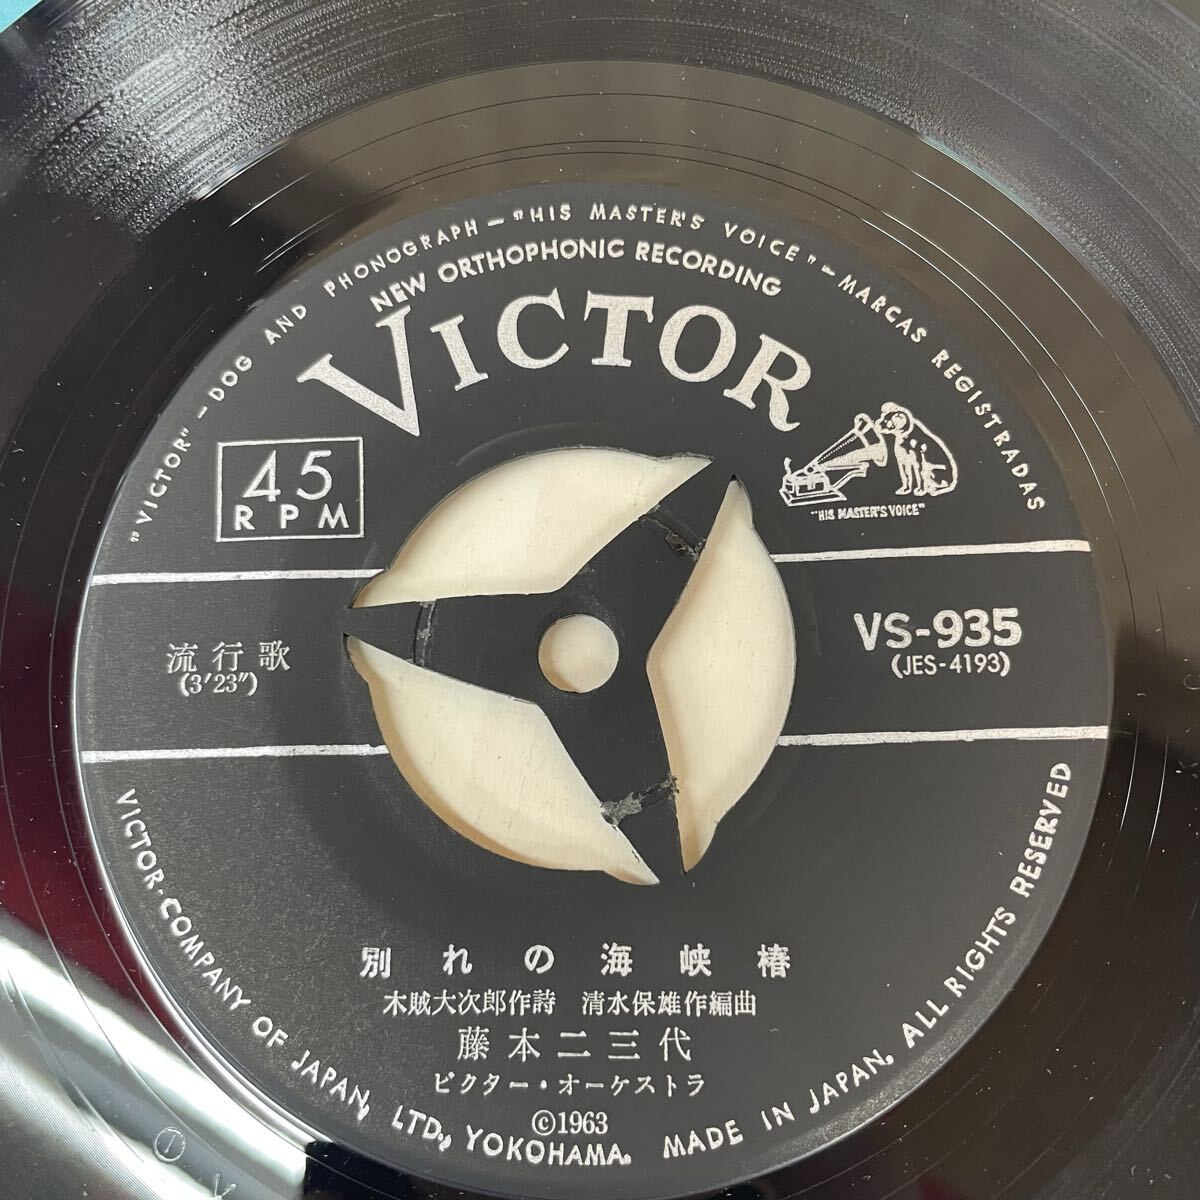 "VICTOR" – DOG AND PHONOGRAPH – "HIS MASTER'S VOICE" – MARCAS REGISTRADAS
NEW ORTHOPHONIC RECORDING
VICTOR
45
RPM
"HIS MASTER'S VOICE"
流行歌
(3'23")
VS-935
(JES-4193)
別れの海峡椿
木賊大次郎作詩 清水保雄作編曲
藤本二三代
ビクター・オーケストラ
©1963
VICTOR COMPANY OF JAPAN, LTD., YOKOHAMA. MADE IN JAPAN. ALL RIGHTS RESERVED